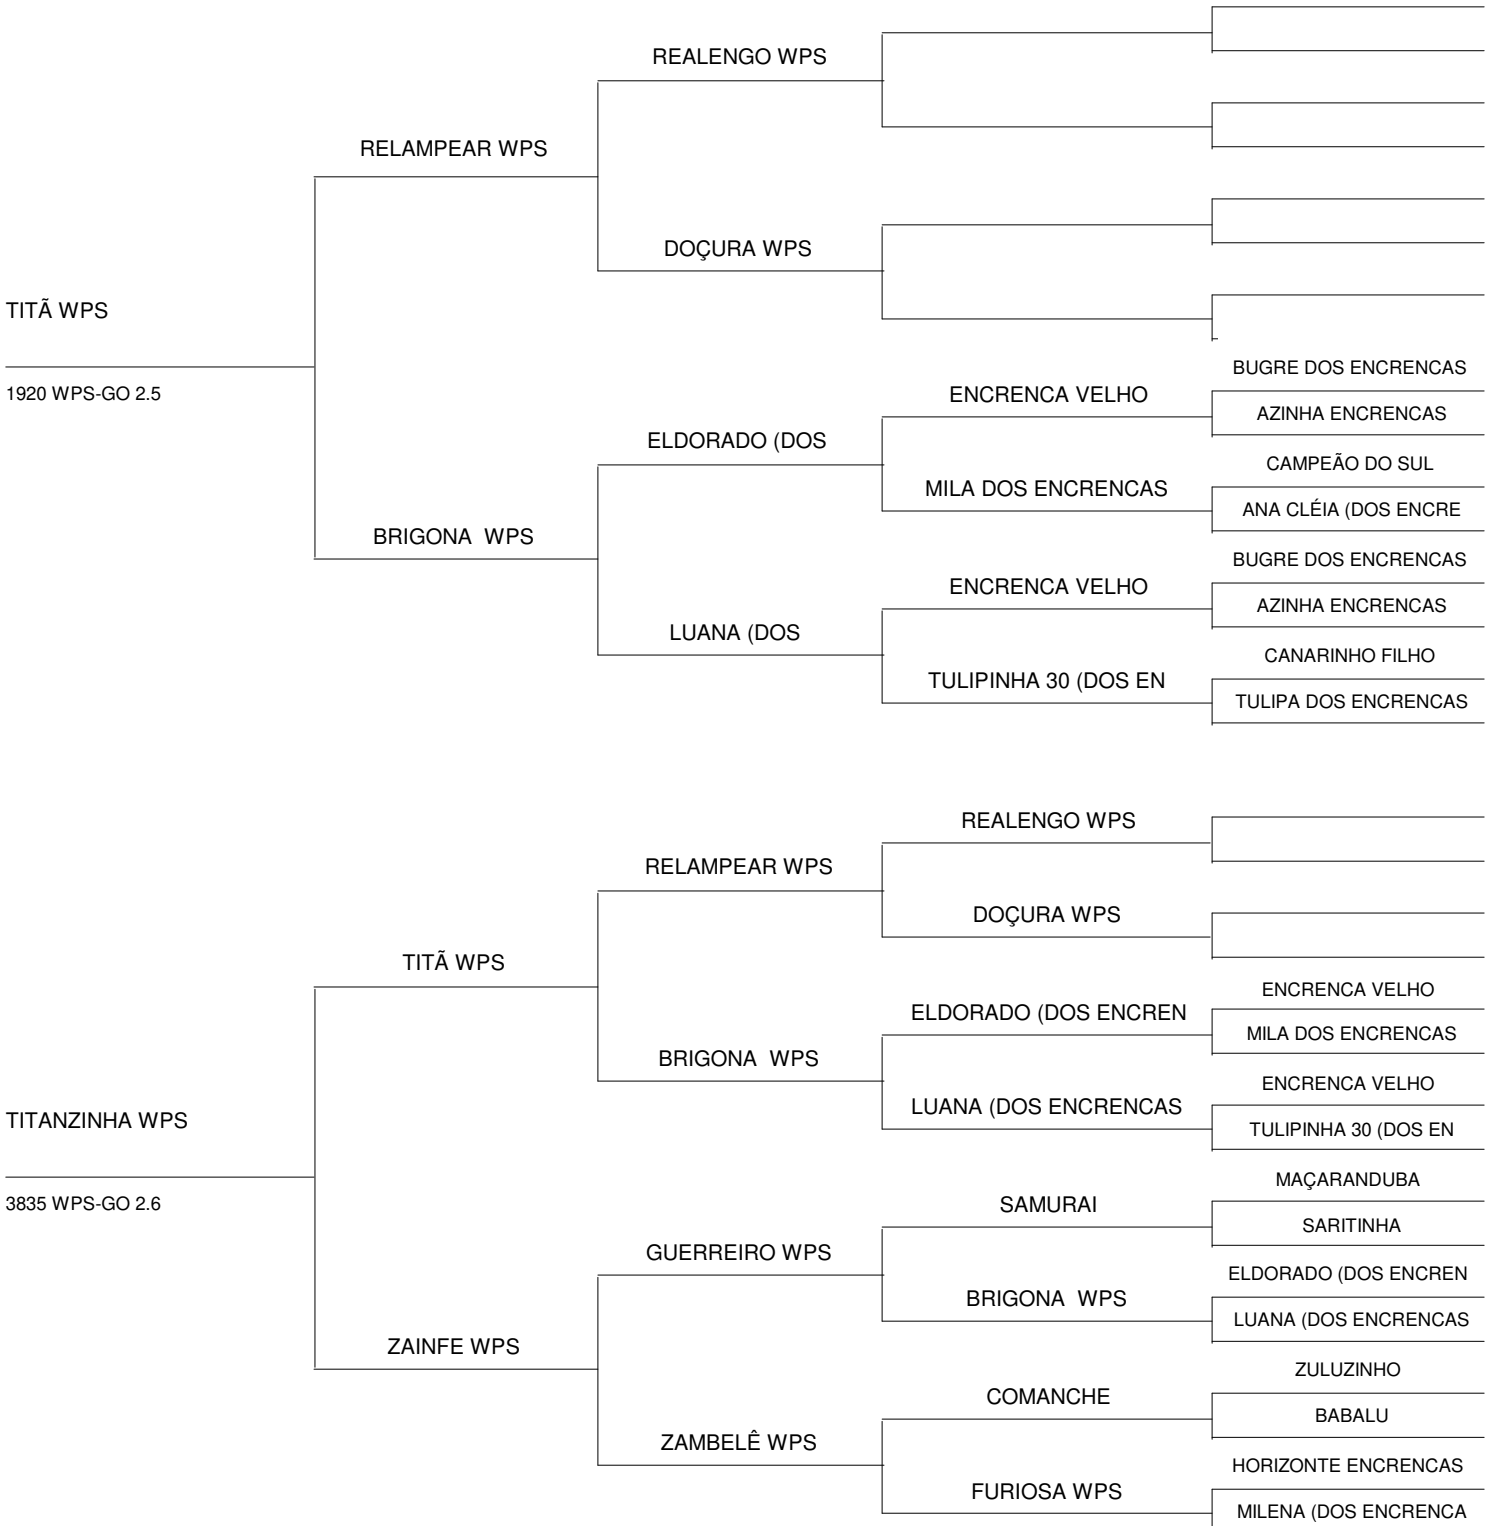 REALENGO WPS
RELAMPEAR WPS
DOÇURA WPS
TITÃ WPS
1920 WPS-GO 2.5
BUGRE DOS ENCRENCAS
ENCRENCA VELHO
AZINHA ENCRENCAS
ELDORADO (DOS
CAMPEÃO DO SUL
MILA DOS ENCRENCAS
ANA CLÉIA (DOS ENCRE
BRIGONA  WPS
BUGRE DOS ENCRENCAS
ENCRENCA VELHO
AZINHA ENCRENCAS
LUANA (DOS
CANARINHO FILHO
TULIPINHA 30 (DOS EN
TULIPA DOS ENCRENCAS
REALENGO WPS
RELAMPEAR WPS
DOÇURA WPS
TITÃ WPS
ENCRENCA VELHO
ELDORADO (DOS ENCREN
MILA DOS ENCRENCAS
BRIGONA  WPS
ENCRENCA VELHO
LUANA (DOS ENCRENCAS
TULIPINHA 30 (DOS EN
TITANZINHA WPS
3835 WPS-GO 2.6
MAÇARANDUBA
SAMURAI
SARITINHA
GUERREIRO WPS
ELDORADO (DOS ENCREN
BRIGONA  WPS
LUANA (DOS ENCRENCAS
ZAINFE WPS
ZULUZINHO
COMANCHE
BABALU
ZAMBELÊ WPS
HORIZONTE ENCRENCAS
FURIOSA WPS
MILENA (DOS ENCRENCA